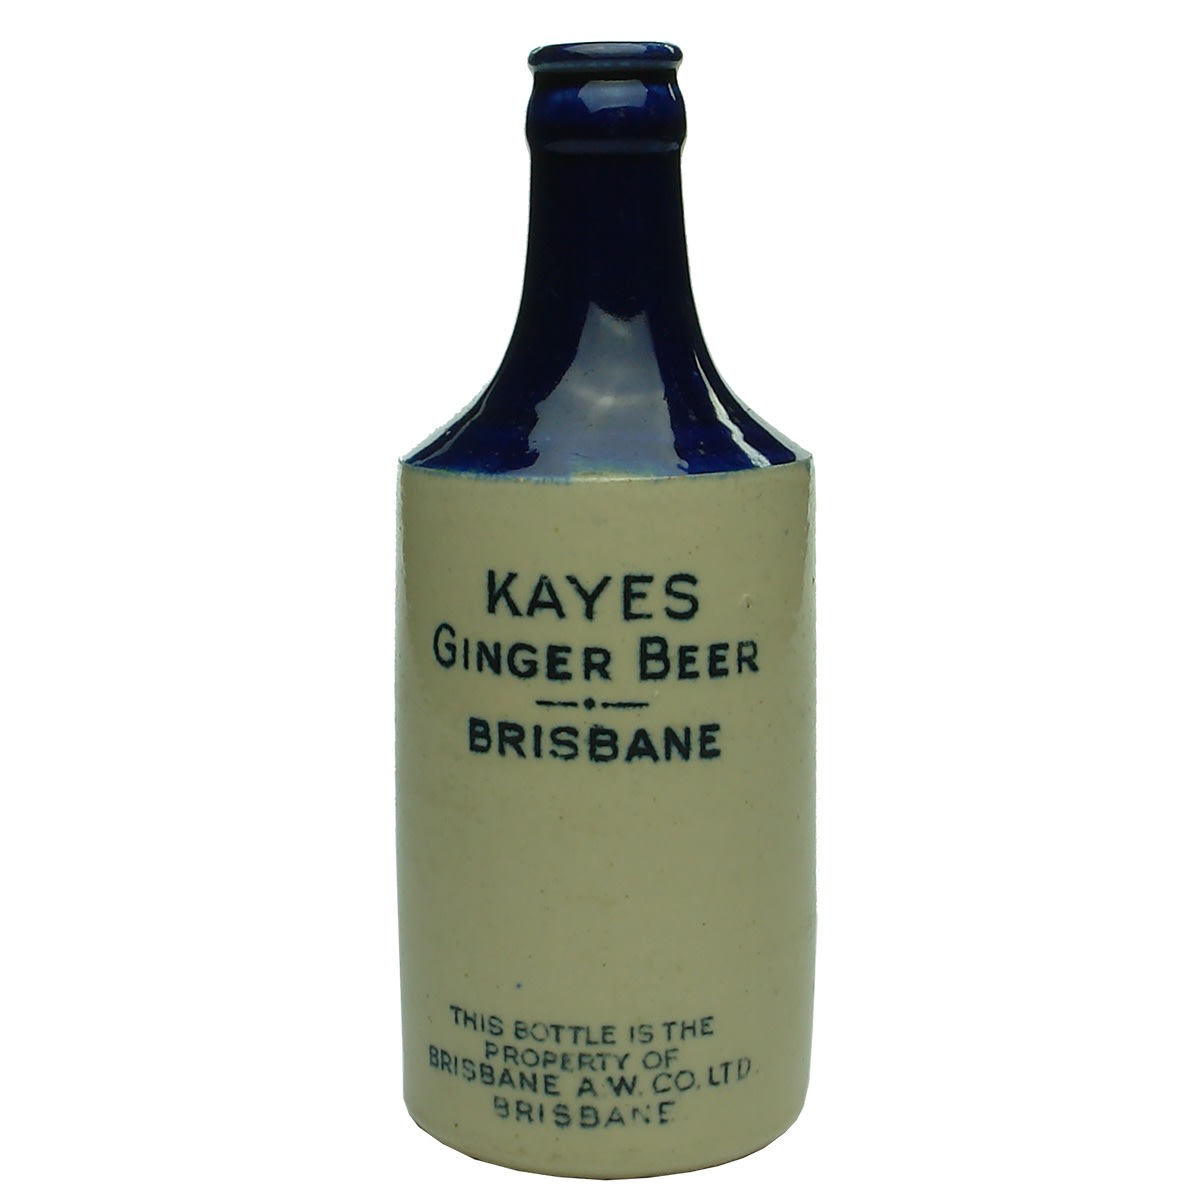 KAYES
GINGER BEER
BRISBANE
THIS BOTTLE IS THE
PROPERTY OF
BRISBANE A.W. CO. LTD.
BRISBANE